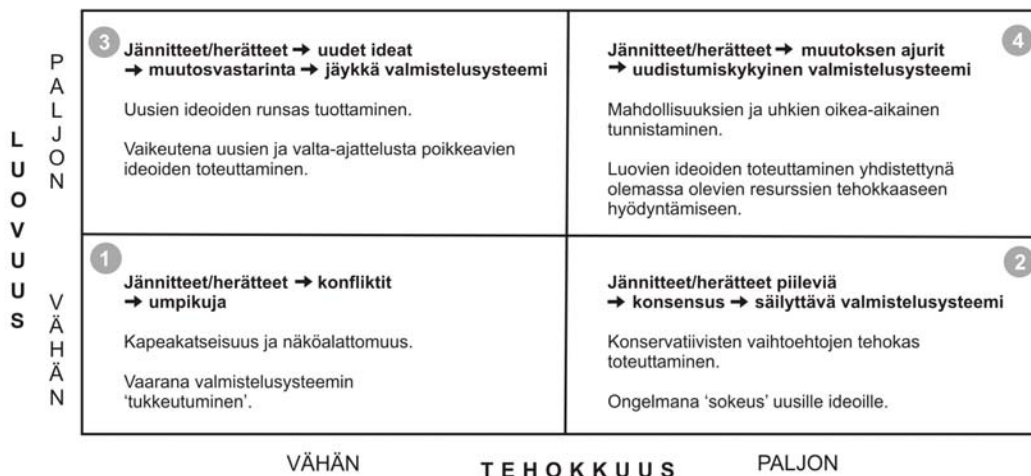 LUOVUUS
PALJON
VÄHÄN
3
Jännitteet/herätteet → uudet ideat
→ muutosvastarinta → jäykkä valmistelusysteemi
Uusien ideoiden runsas tuottaminen.
Vaikeutena uusien ja valta-ajattelusta poikkeavien
ideoiden toteuttaminen.
4
Jännitteet/herätteet → muutoksen ajurit
→ uudistumiskykyinen valmistelusysteemi
Mahdollisuuksien ja uhkien oikea-aikainen
tunnistaminen.
Luovien ideoiden toteuttaminen yhdistettynä
olemassa olevien resurssien tehokkaaseen
hyödyntämiseen.
1
Jännitteet/herätteet → konfliktit
→ umpikuja
Kapeakatseisuus ja näköalattomuus.
Vaarana valmistelusysteemin
‘tukkeutuminen’.
2
Jännitteet/herätteet piileviä
→ konsensus → säilyttävä valmistelusysteemi
Konservatiivisten vaihtoehtojen tehokas
toteuttaminen.
Ongelmana ‘sokeus’ uusille ideoille.
VÄHÄN
TEHOKKUUS
PALJON